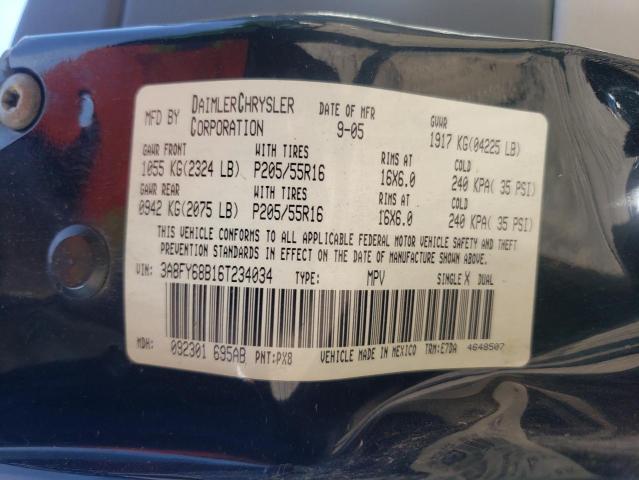 MFD BY DAIMLERCHRYSLER CORPORATION DATE OF MFR 9-05 GVWR 1917 KG(04225 LB)
GAWR FRONT WITH TIRES RIMS AT COLD
1055 KG(2324 LB) P205/55R16 16X6.0 240 KPA( 35 PSI)
GAWR REAR WITH TIRES RIMS AT COLD
0942 KG(2075 LB) P205/55R16 16X6.0 240 KPA( 35 PSI)
THIS VEHICLE CONFORMS TO ALL APPLICABLE FEDERAL MOTOR VEHICLE SAFETY AND THEFT
PREVENTION STANDARDS IN EFFECT ON THE DATE OF MANUFACTURE SHOWN ABOVE.
VIN: 3A8FY68B16T234034 TYPE: MPV SINGLE X DUAL
MDH: 092301 695AB PNT:PX8 VEHICLE MADE IN MEXICO TRM:E7DA 4648507